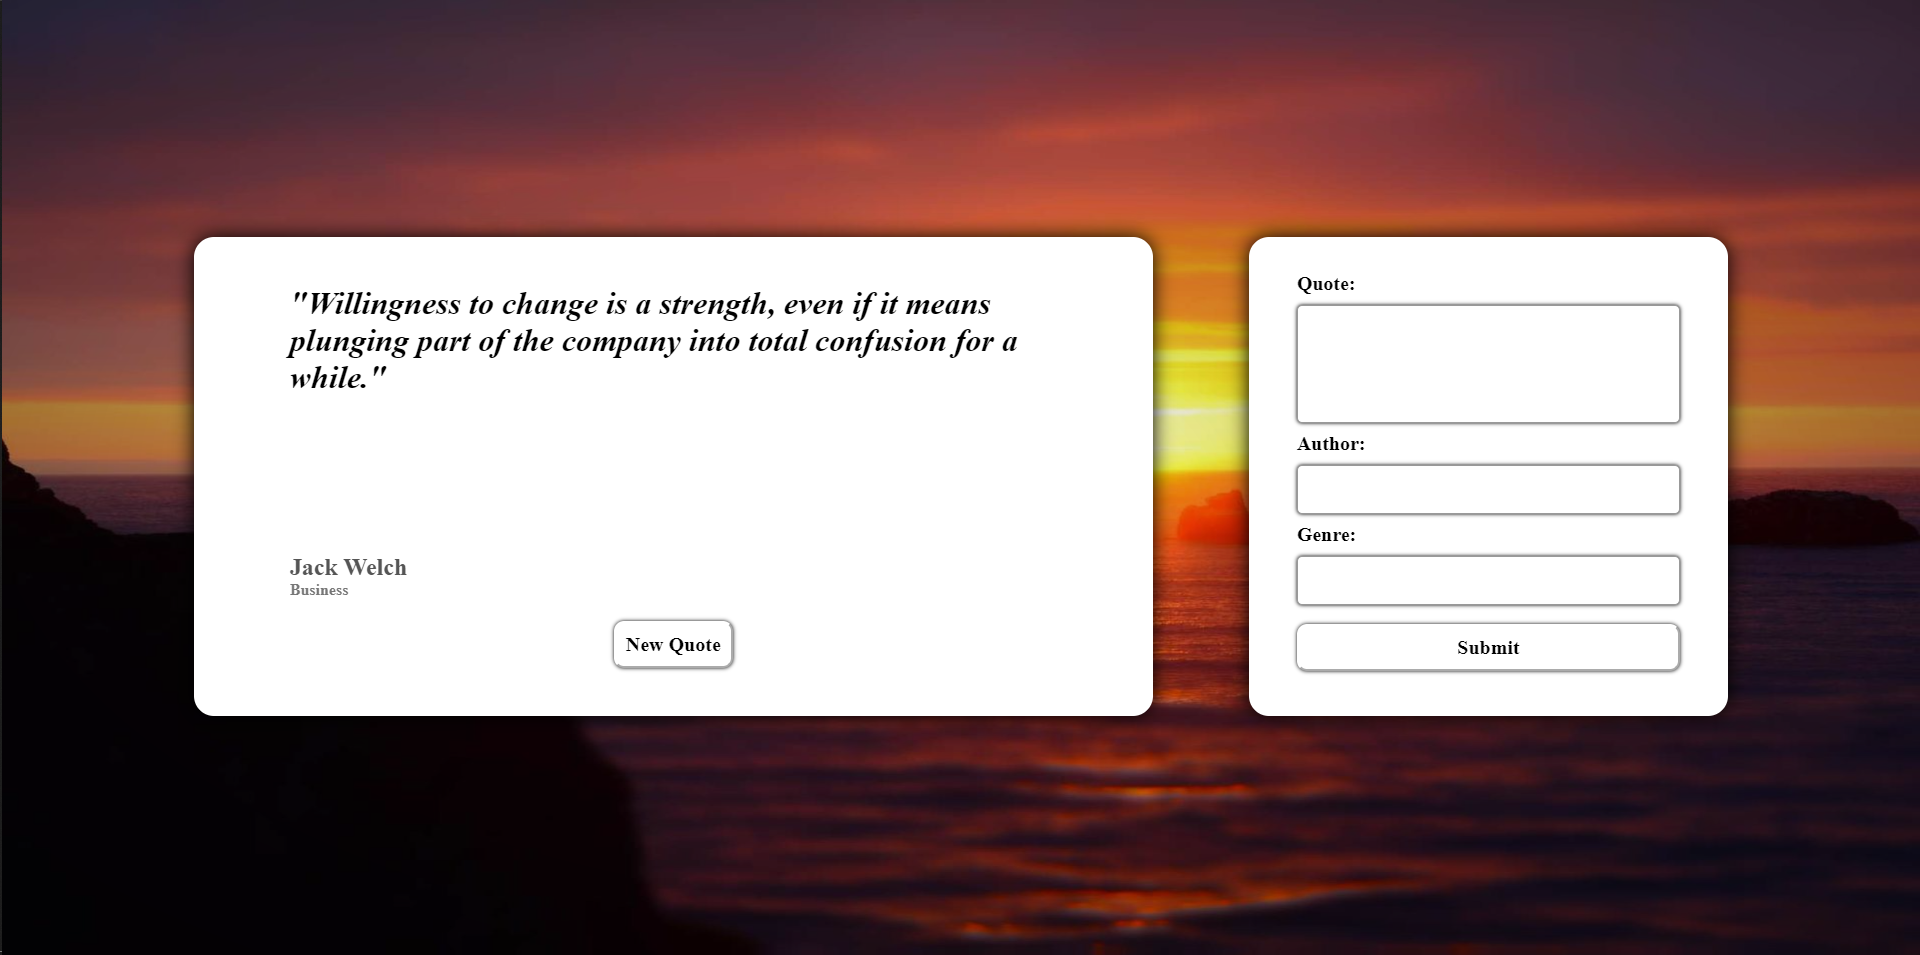 "Willingness to change is a strength, even if it means
plunging part of the company into total confusion for a
while."
Jack Welch
Business
New Quote
Quote:
Author:
Genre:
Submit